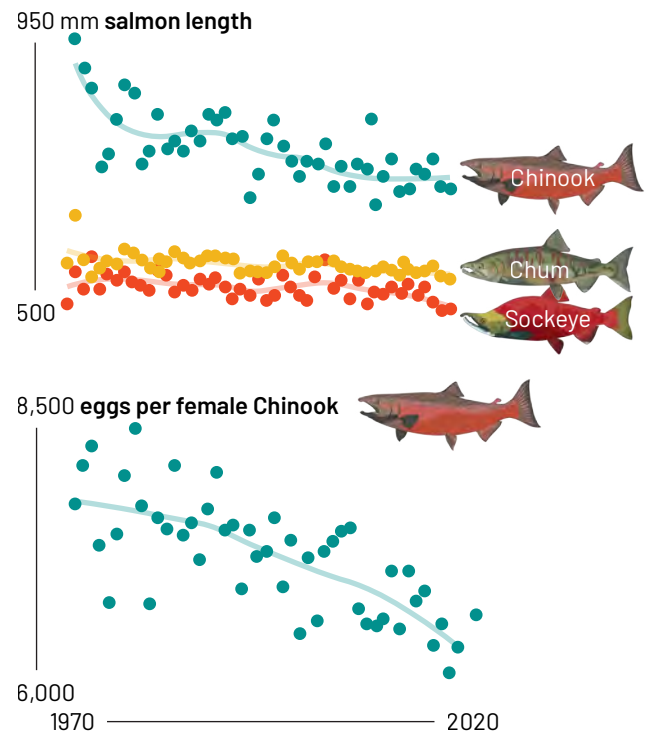 950 mm salmon length
Chinook
Chum
500
Sockeye
8,500 eggs per female Chinook
6,000
1970
2020